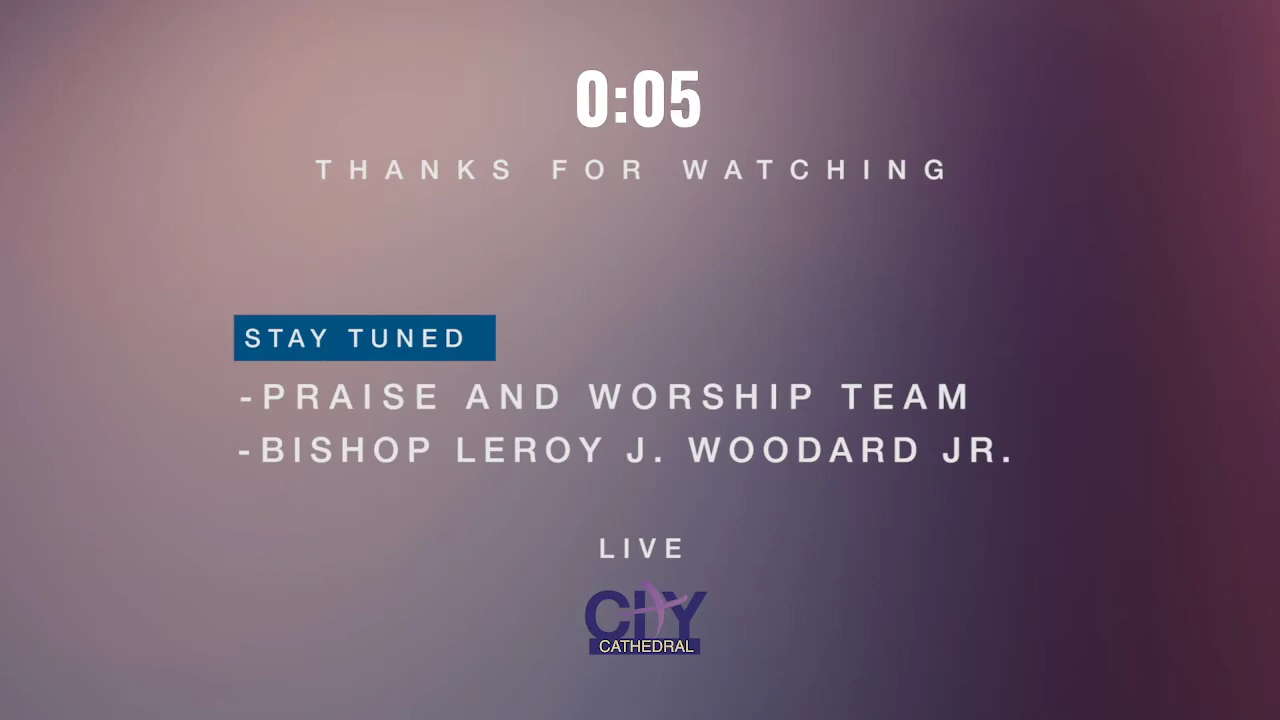 0:05
THANKS FOR WATCHING
STAY TUNED
-PRAISE AND WORSHIP TEAM
-BISHOP LEROY J. WOODARD JR.
LIVE
CITY
CATHEDRAL